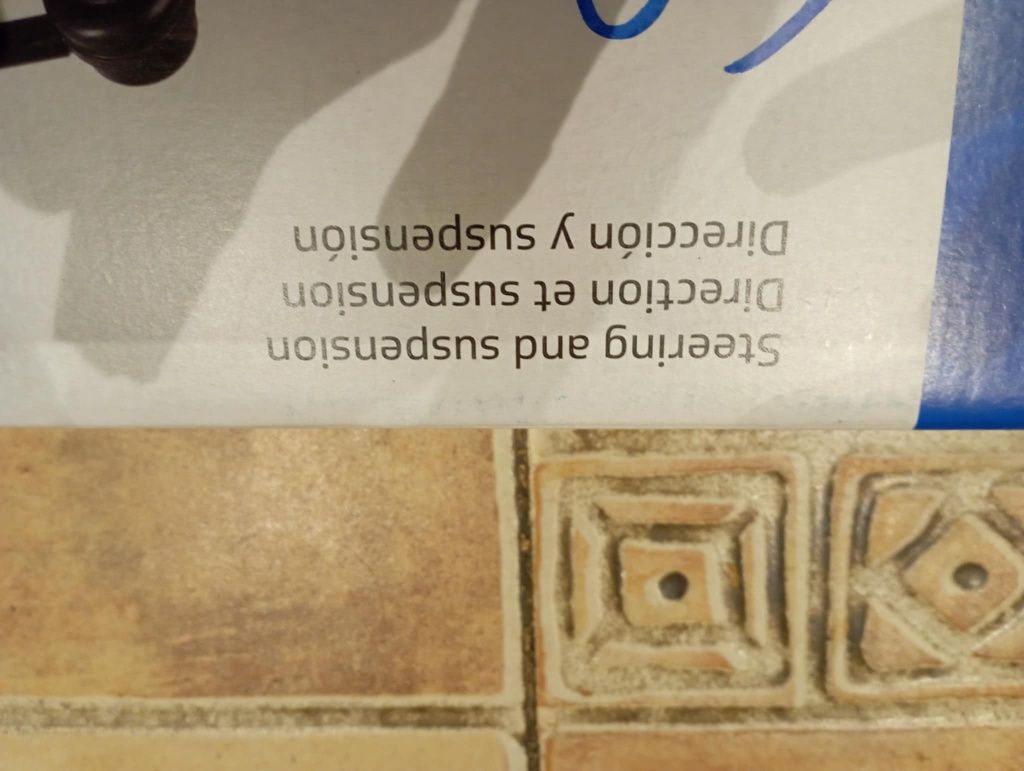 Steering and suspension
Direction et suspension
Dirección y suspensión